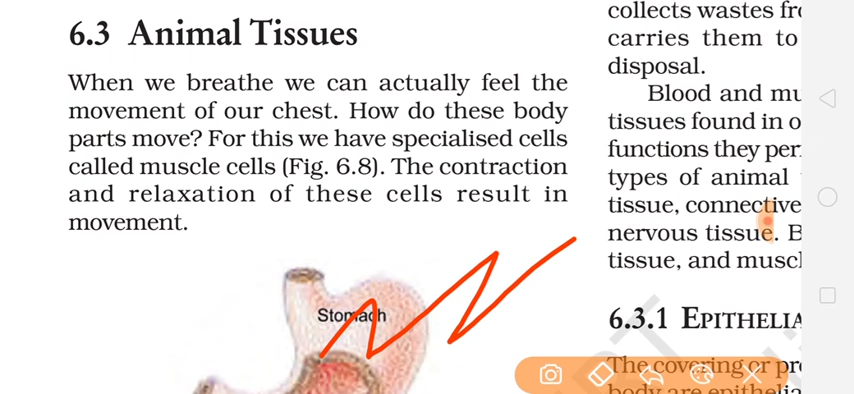 6.3 Animal Tissues
When we breathe we can actually feel the
movement of our chest. How do these body
parts move? For this we have specialised cells
called muscle cells (Fig. 6.8). The contraction
and relaxation of these cells result in
movement.
Stomach
collects wastes
carries them to
disposal.
Blood and
tissues found in
functions they
types of animal
tissue, connective
nervous tissue.
tissue, and
6.3.1
The covering or
body are